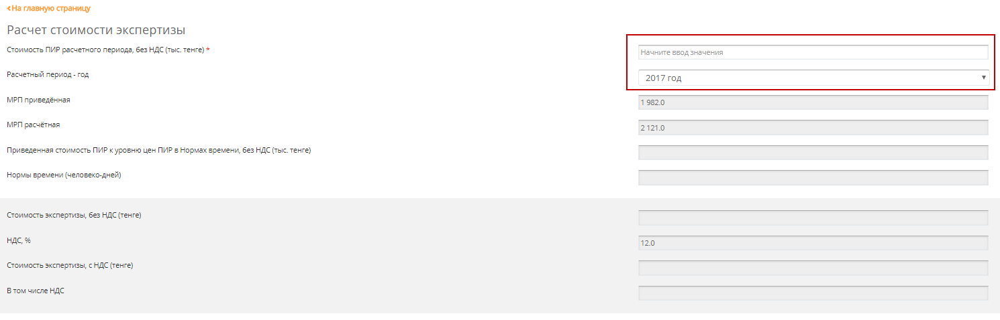 ‹На главную страницу
Расчет стоимости экспертизы
Стоимость ПИР расчетного периода, без НДС (тыс. тенге) *
Начните ввод значения
Расчетный период - год
2017 год
МРП приведённая
1 982.0
МРП расчётная
2 121.0
Приведенная стоимость ПИР к уровню цен ПИР в Нормах времени, без НДС (тыс. тенге)
Нормы времени (человеко-дней)
Стоимость экспертизы, без НДС (тенге)
НДС, %
12.0
Стоимость экспертизы, с НДС (тенге)
В том числе НДС